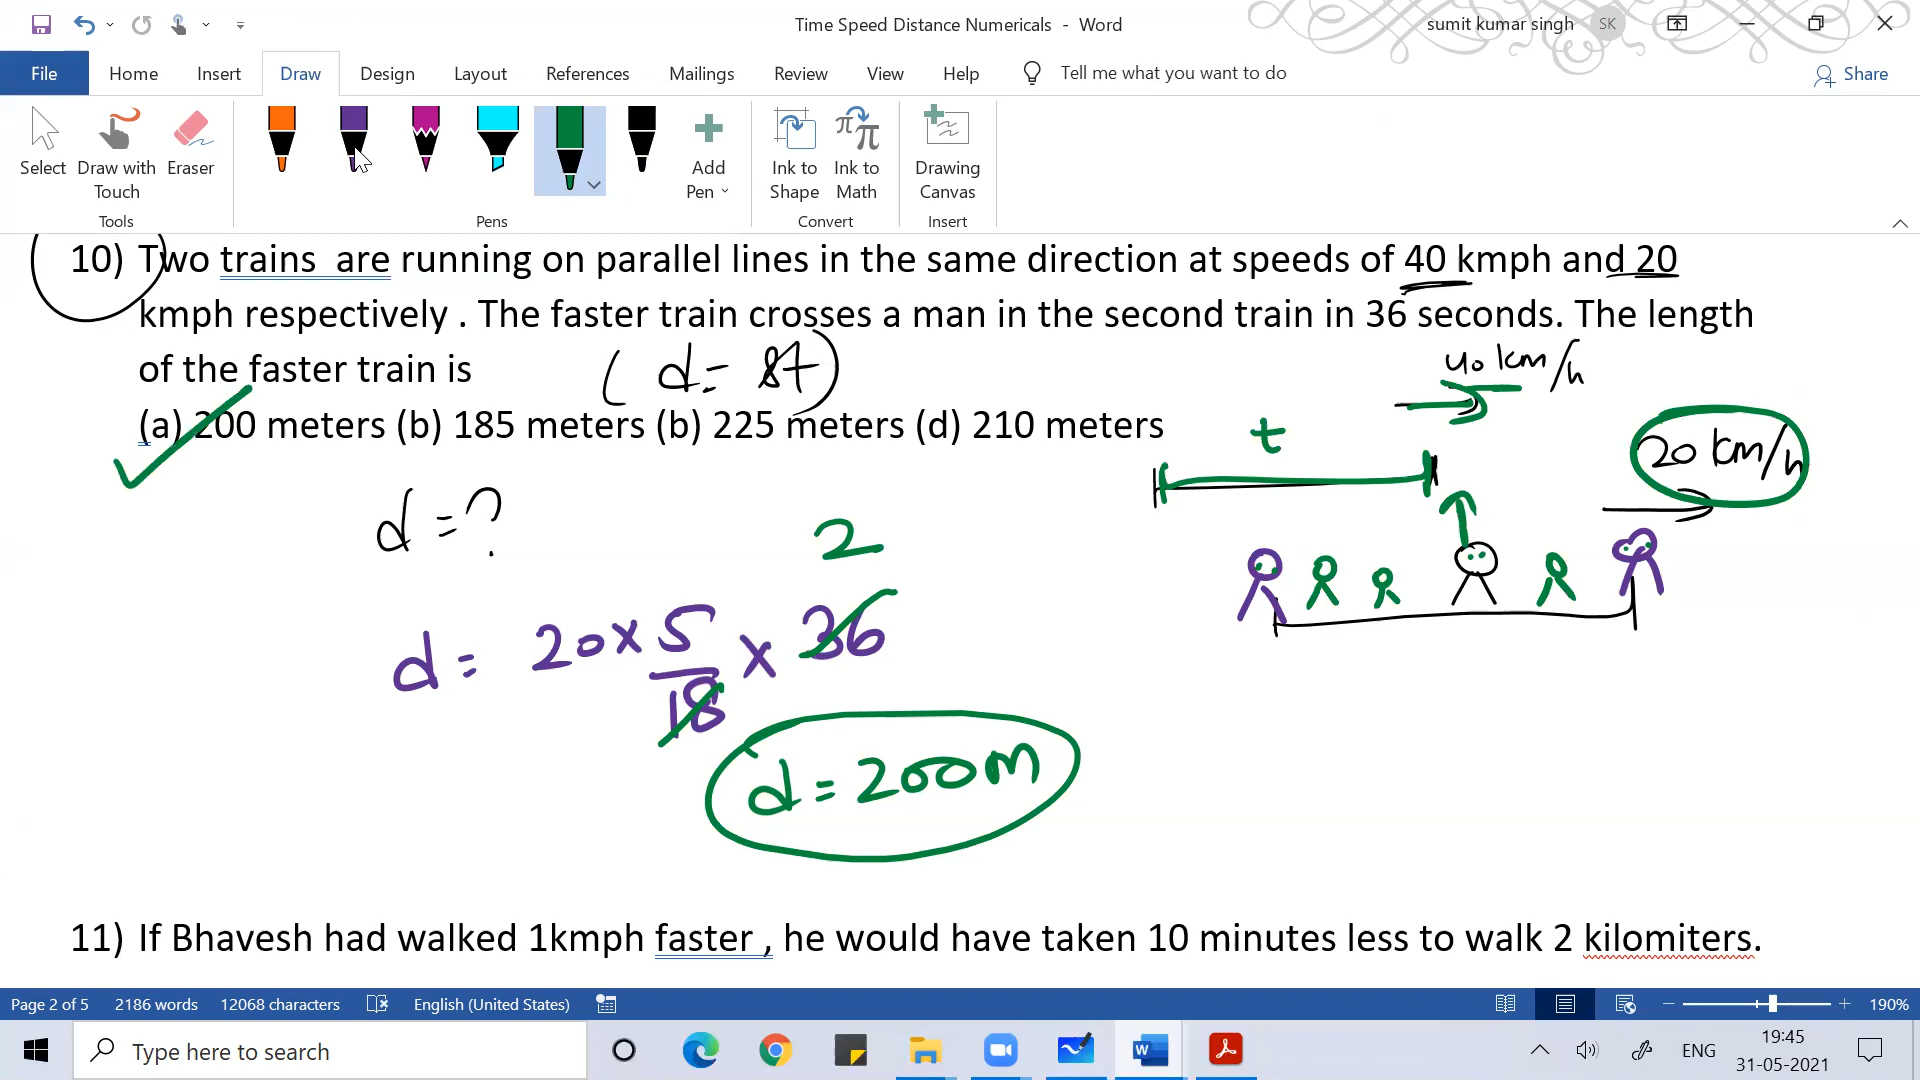 Time Speed Distance Numericals - Word
sumit kumar singh SK
File Home Insert Draw Design Layout References Mailings Review View Help Tell me what you want to do Share
Select Draw with Touch Eraser Add Pen Ink to Shape Ink to Math Drawing Canvas
Tools Pens Convert Insert
10) Two trains are running on parallel lines in the same direction at speeds of 40 kmph and 20
kmph respectively . The faster train crosses a man in the second train in 36 seconds. The length
of the faster train is
(d= st)
40 km/h
(a) 200 meters (b) 185 meters (b) 225 meters (d) 210 meters
t
20 km/h
d =?
2
d = 20 x 5/18 x 36
d = 200m
11) If Bhavesh had walked 1kmph faster , he would have taken 10 minutes less to walk 2 kilomiters.
Page 2 of 5 2186 words 12068 characters English (United States) 190%
Type here to search
ENG
19:45
31-05-2021